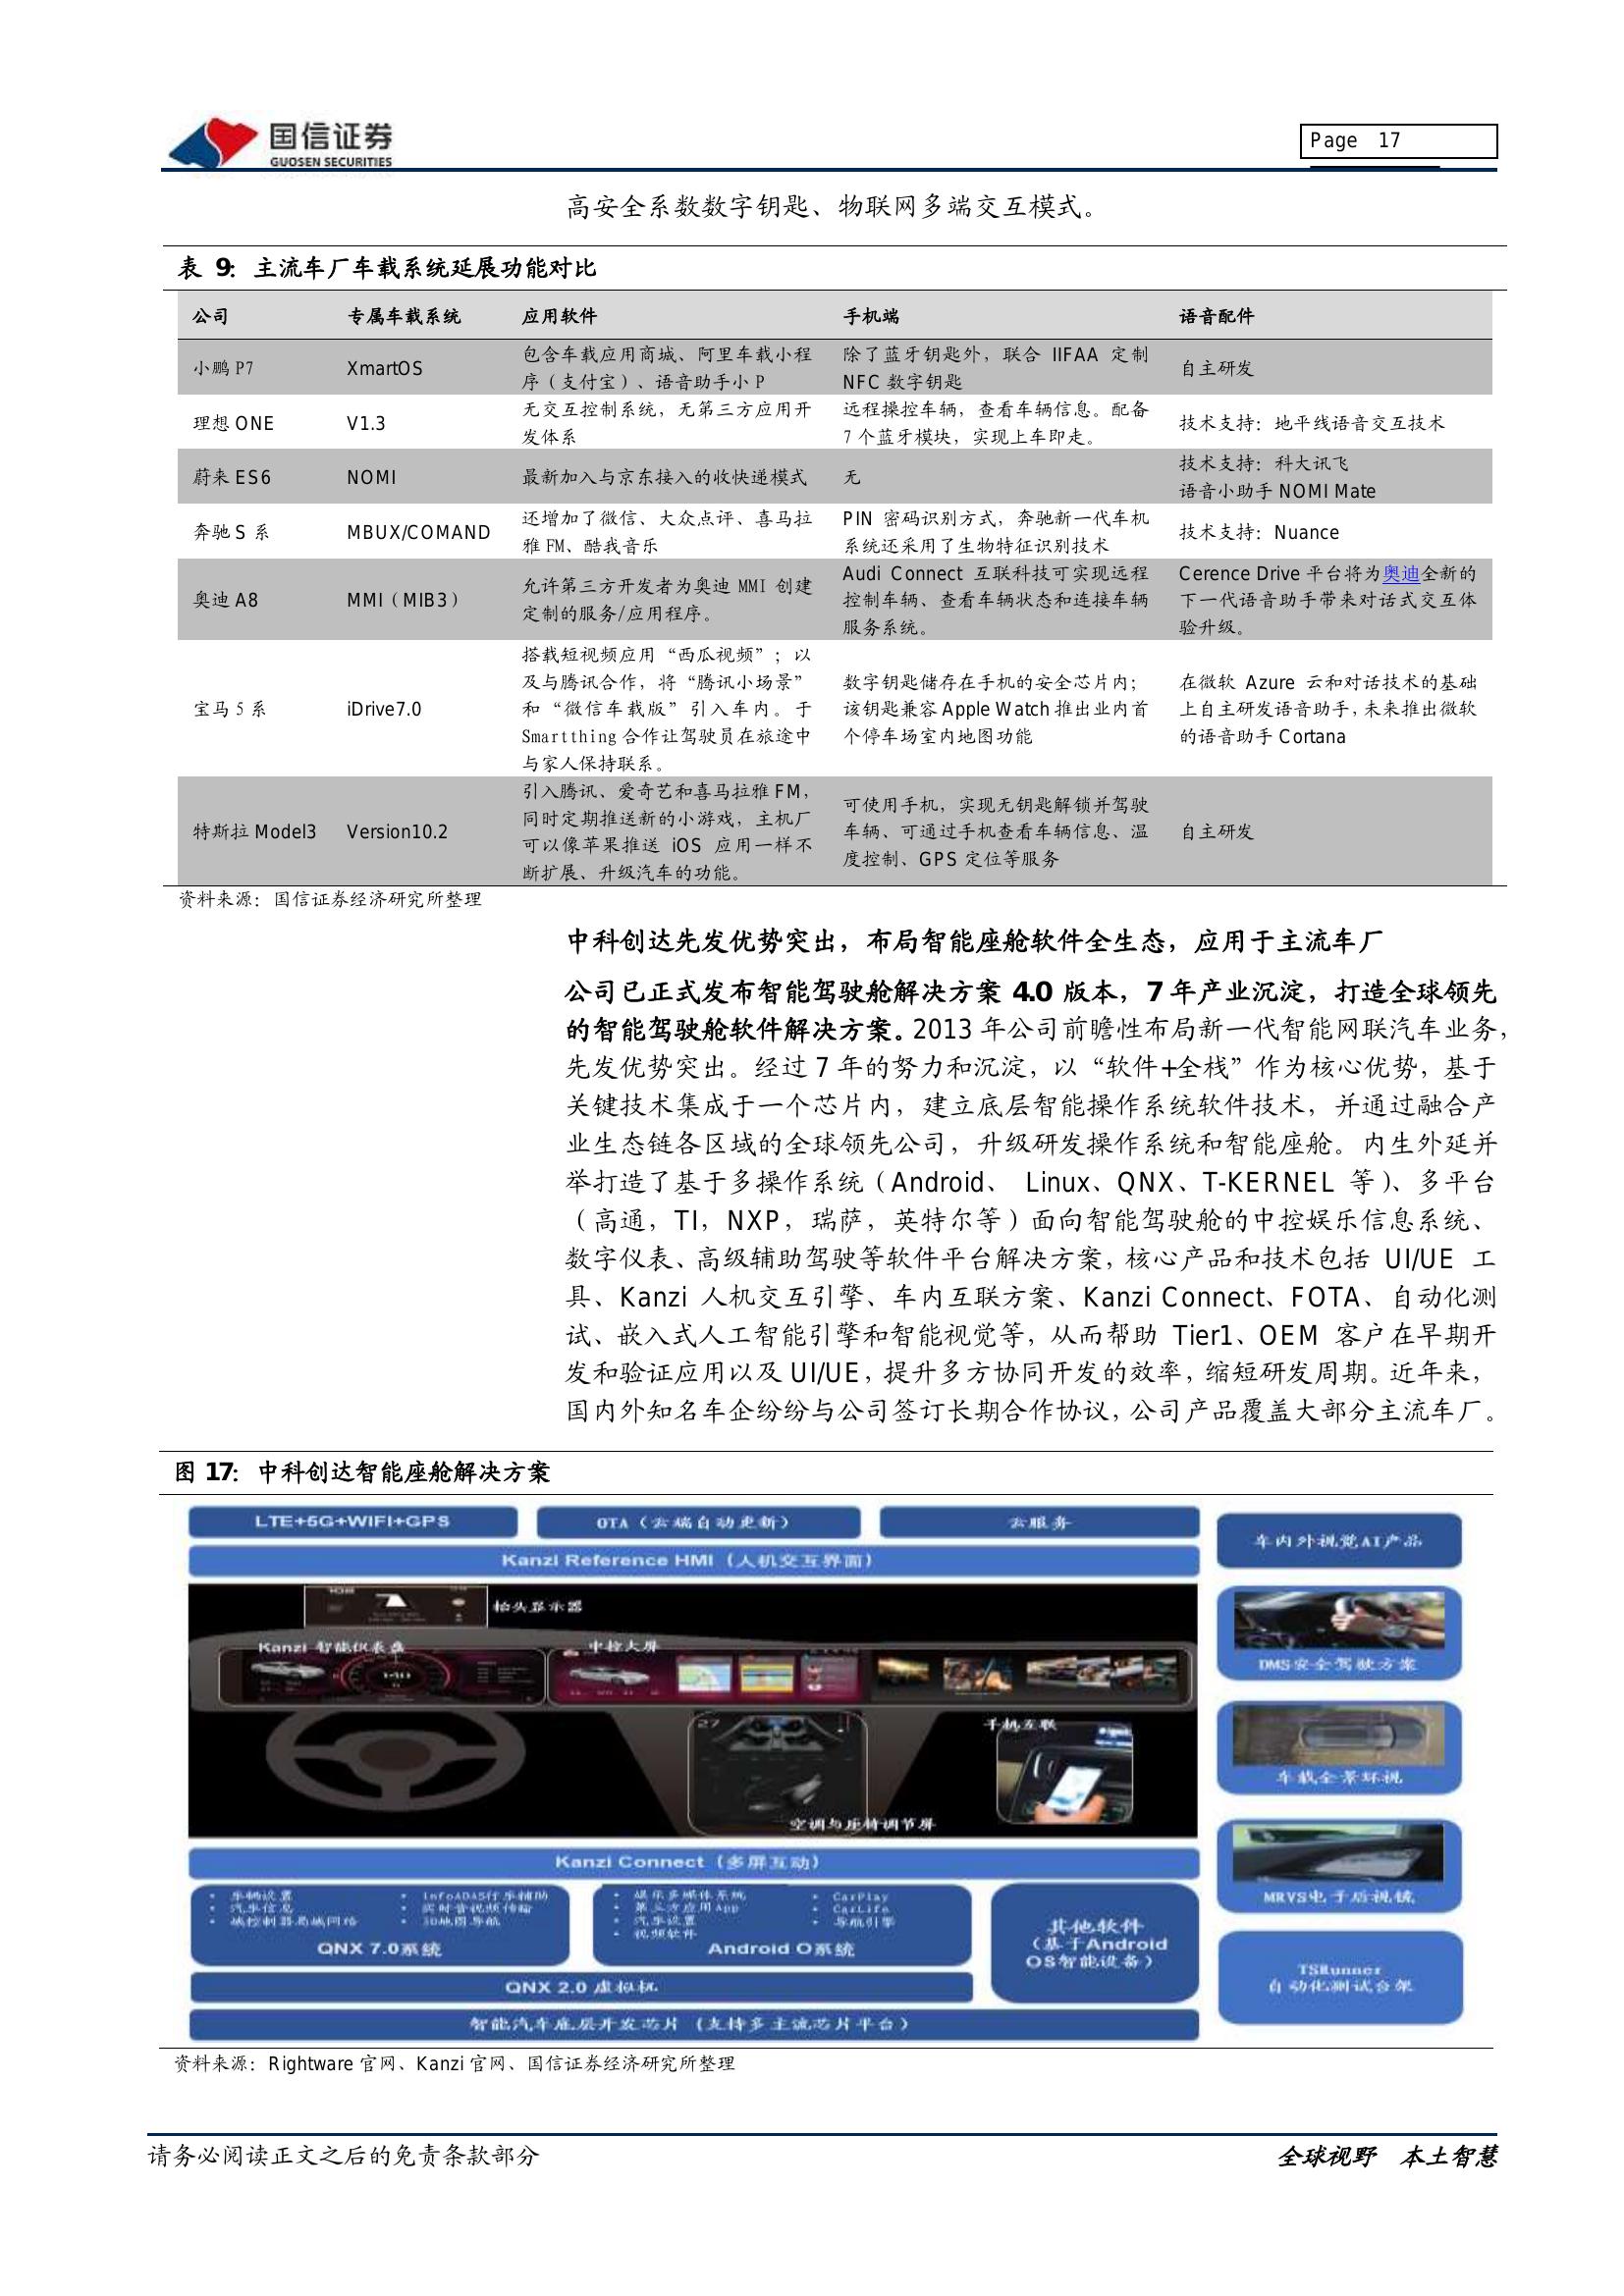 国信证券
GUOSEN SECURITIES
Page 17
高安全系数数字钥匙、物联网多端交互模式。
表 9：主流车厂车载系统延展功能对比
公司 专属车载系统 应用软件 手机端 语音配件
小鹏 P7 XmartOS
包含车载应用商城、阿里车载小程
序（支付宝）、语音助手小 P
除了蓝牙钥匙外，联合 IIFAA 定制
NFC 数字钥匙
自主研发
理想 ONE V1.3
无交互控制系统，无第三方应用开
发体系
远程操控车辆，查看车辆信息。配备
7 个蓝牙模块，实现上车即走。
技术支持：地平线语音交互技术
蔚来 ES6 NOMI
最新加入与京东接入的收快递模式
无
技术支持：科大讯飞
语音小助手 NOMI Mate
奔驰 S 系 MBUX/COMAND
还增加了微信、大众点评、喜马拉
雅 FM、酷我音乐
PIN 密码识别方式，奔驰新一代车机
系统还采用了生物特征识别技术
技术支持：Nuance
奥迪 A8 MMI（MIB3）
允许第三方开发者为奥迪 MMI 创建
定制的服务/应用程序。
Audi Connect 互联科技可实现远程
控制车辆、查看车辆状态和连接车辆
服务系统。
Cerence Drive 平台将为奥迪全新的
下一代语音助手带来对话式交互体
验升级。
宝马 5 系 iDrive7.0
搭载短视频应用“西瓜视频”；以
及与腾讯合作，将“腾讯小场景”
和“微信车载版”引入车内。于
Smartthing 合作让驾驶员在旅途中
与家人保持联系。
数字钥匙储存在手机的安全芯片内；
该钥匙兼容 Apple Watch 推出业内首
个停车场室内地图功能
在微软 Azure 云和对话技术的基础
上自主研发语音助手，未来推出微软
的语音助手 Cortana
特斯拉 Model3 Version10.2
引入腾讯、爱奇艺和喜马拉雅 FM，
同时定期推送新的小游戏，主机厂
可以像苹果推送 iOS 应用一样不
断扩展、升级汽车的功能。
可使用手机，实现无钥匙解锁并驾驶
车辆、可通过手机查看车辆信息、温
度控制、GPS 定位等服务
自主研发
资料来源：国信证券经济研究所整理
中科创达先发优势突出，布局智能座舱软件全生态，应用于主流车厂
公司已正式发布智能驾驶舱解决方案 4.0 版本，7 年产业沉淀，打造全球领先
的智能驾驶舱软件解决方案。2013 年公司前瞻性布局新一代智能网联汽车业务，
先发优势突出。经过 7 年的努力和沉淀，以“软件+全栈”作为核心优势，基于
关键技术集成于一个芯片内，建立底层智能操作系统软件技术，并通过融合产
业生态链各区域的全球领先公司，升级研发操作系统和智能座舱。内生外延并
举打造了基于多操作系统（Android、 Linux、QNX、T-KERNEL 等）、多平台
（高通，TI，NXP，瑞萨，英特尔等）面向智能驾驶舱的中控娱乐信息系统、
数字仪表、高级辅助驾驶等软件平台解决方案，核心产品和技术包括 UI/UE 工
具、Kanzi 人机交互引擎、车内互联方案、Kanzi Connect、FOTA、自动化测
试、嵌入式人工智能引擎和智能视觉等，从而帮助 Tier1、OEM 客户在早期开
发和验证应用以及 UI/UE，提升多方协同开发的效率，缩短研发周期。近年来，
国内外知名车企纷纷与公司签订长期合作协议，公司产品覆盖大部分主流车厂。
图 17：中科创达智能座舱解决方案
LTE+5G+WIFI+GPS
OTA（云端自动更新）
云服务
车内外视觉AI产品
Kanzi Reference HMI（人机交互界面）
抬头显示器
Kanzi 智能仪表盘
中控大屏
DMS安全驾驶方案
27
手机互联
车载全景环视
空调与座椅调节屏
Kanzi Connect（多屏互动）
MRVS电子后视镜
• 车辆设置
• 汽车信息
• 域控制器局域网络
• InfoADAS行车辅助
• 实时音视频传输
• 3D地图导航
QNX 7.0系统
• 娱乐多媒体系统
• 第三方应用App
• 汽车设置
• 视频软件
• CarPlay
• CarLife
• 导航引擎
Android O系统
其他软件
（基于Android
OS智能设备）
TSRunner
自动化测试台架
QNX 2.0 虚拟机
智能汽车底层开发芯片（支持多主流芯片平台）
资料来源：Rightware 官网、Kanzi 官网、国信证券经济研究所整理
请务必阅读正文之后的免责条款部分
全球视野 本土智慧